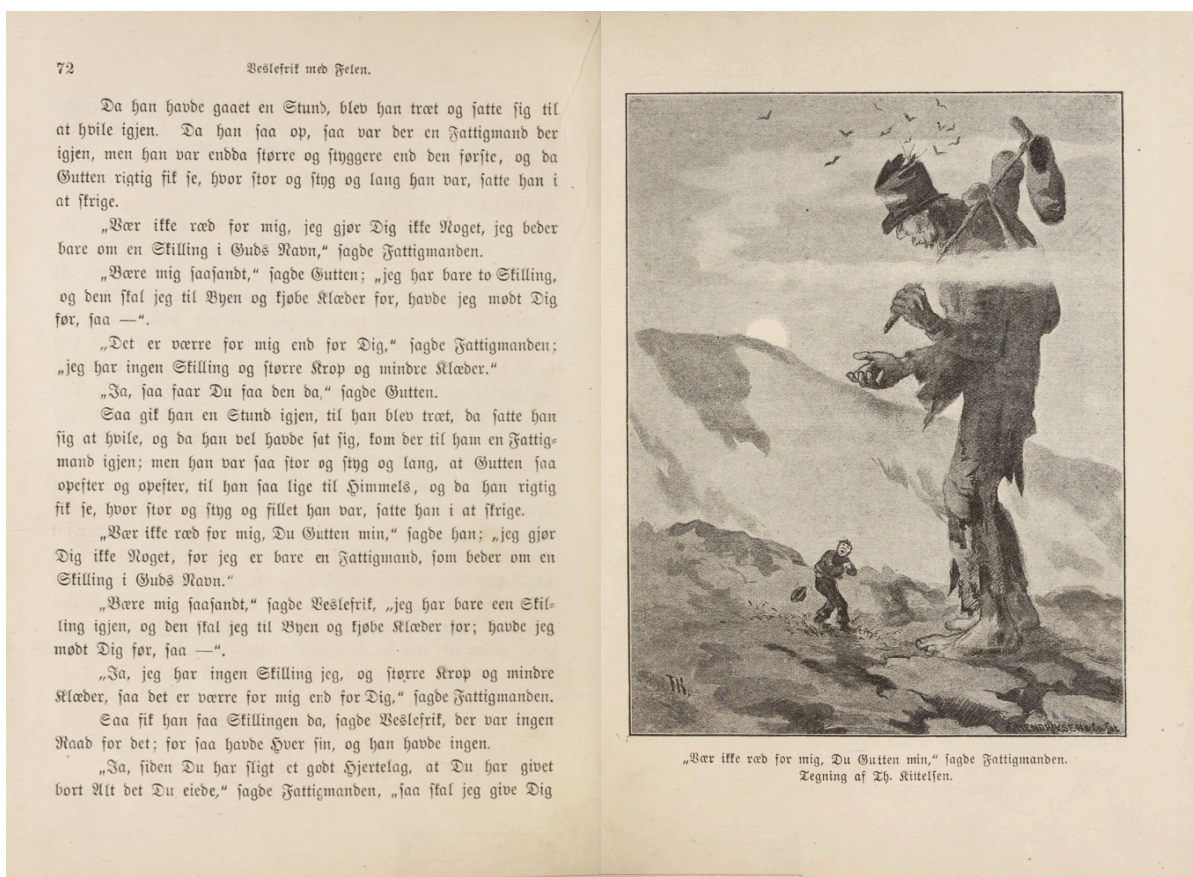 72
Veslefrik med Felen.
Da han havde gaaet en Stund, blev han træt og satte sig til
at hvile igjen. Da han saa op, saa var der en Fattigmand der
igjen, men han var endda større og styggere end den første, og da
Gutten rigtig fik se, hvor stor og styg og lang han var, satte han i
at skrige.
„Vær ikke ræd for mig, jeg gjør Dig ikke Noget, jeg beder
bare om en Skilling i Guds Navn,“ sagde Fattigmanden.
„Være mig saasandt,“ sagde Gutten; „jeg har bare to Skilling,
og dem skal jeg til Byen og kjøbe Klæder for, havde jeg mødt Dig
før, saa —“.
„Det er værre for mig end for Dig,“ sagde Fattigmanden;
„jeg har ingen Skilling og større Krop og mindre Klæder.“
„Ja, saa faar Du faa den da,“ sagde Gutten.
Saa gik han en Stund igjen, til han blev træt, da satte han
sig at hvile, og da han vel havde sat sig, kom der til ham en Fattig-
mand igjen; men han var saa stor og styg og lang, at Gutten saa
opefter og opefter, til han saa lige til Himmels, og da han rigtig
fik se, hvor stor og styg og fillet han var, satte han i at skrige.
„Vær ikke ræd for mig, Du Gutten min,“ sagde han; „jeg gjør
Dig ikke Noget, for jeg er bare en Fattigmand, som beder om en
Skilling i Guds Navn.“
„Være mig saasandt,“ sagde Veslefrik, „jeg har bare een Skil-
ling igjen, og den skal jeg til Byen og kjøbe Klæder for; havde jeg
mødt Dig før, saa —“.
„Ja, jeg har ingen Skilling jeg, og større Krop og mindre
Klæder, saa det er værre for mig end for Dig,“ sagde Fattigmanden.
Saa fik han faa Skillingen da, sagde Veslefrik, der var ingen
Raad for det; for saa havde Hver sin, og han havde ingen.
„Ja, siden Du har sligt et godt Hjertelag, at Du har givet
bort Alt det Du eiede,“ sagde Fattigmanden, „saa skal jeg give Dig
TK.
„Vær ikke ræd for mig, Du Gutten min,“ sagde Fattigmanden.
Tegning af Th. Kittelsen.